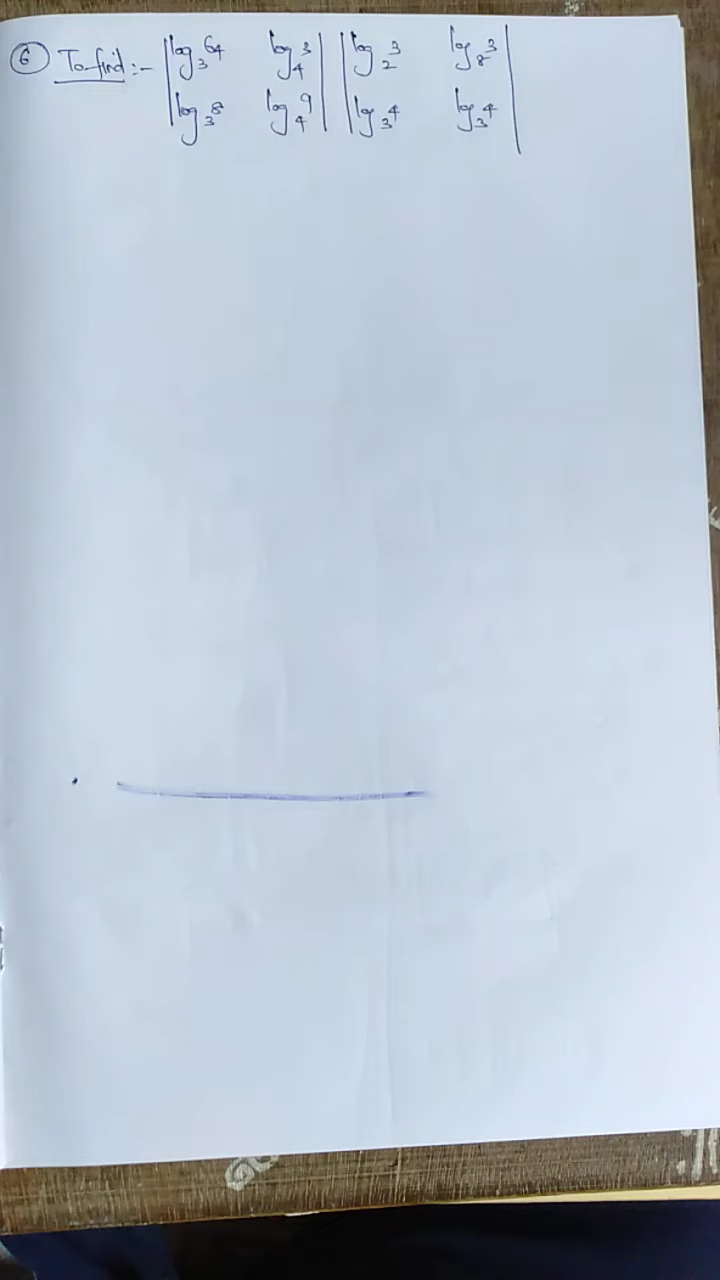 6 To find :- | log₃64 log₄3 | | log₂3 log₈3 |
| log₃8 log₄9 | | log₃4 log₃4 |